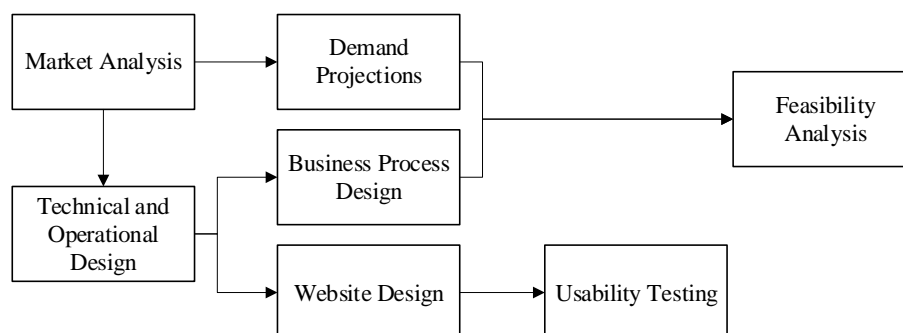 Market Analysis
Demand
Projections
Feasibility
Analysis
Business Process
Design
Technical and
Operational
Design
Website Design
Usability Testing